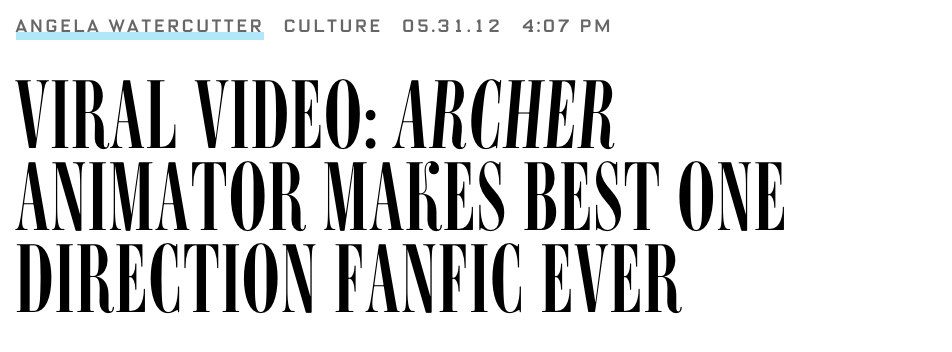 ANGELA WATERCUTTER CULTURE 05.31.12 4:07 PM
VIRAL VIDEO: ARCHER
ANIMATOR MAKES BEST ONE
DIRECTION FANFIC EVER